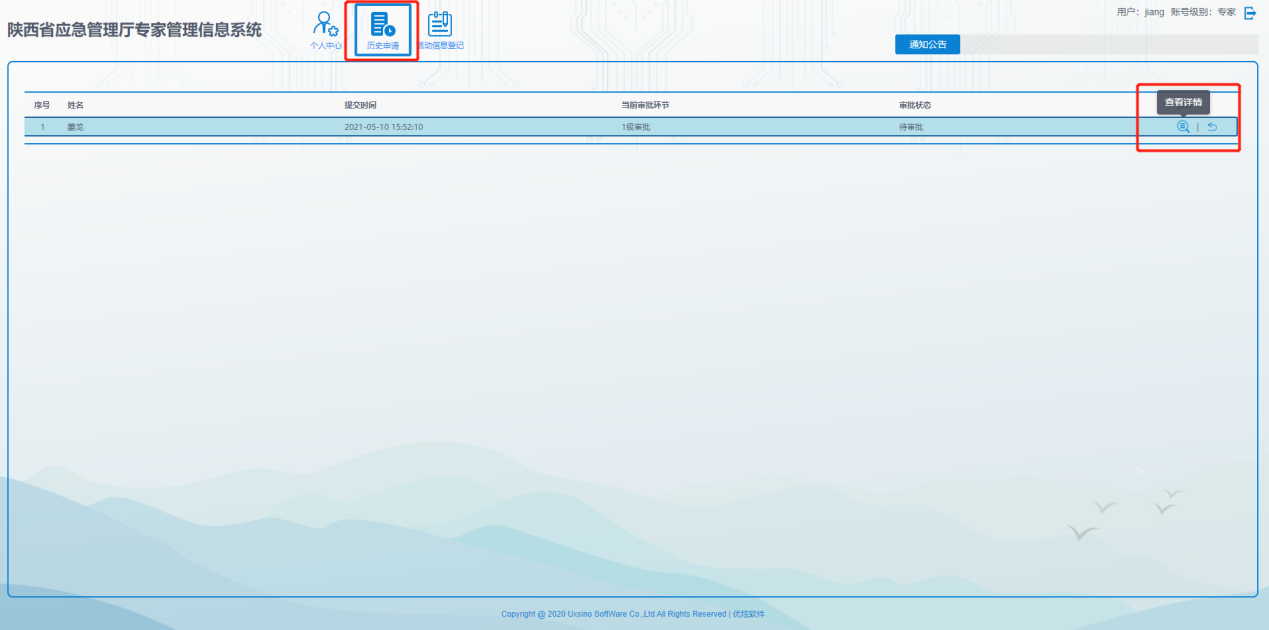 用户: jiang 账号级别: 专家
陕西省应急管理厅专家管理信息系统
个人中心 历史申请 活动信息登记
通知公告
查看详情
序号 姓名 提交时间 当前审批环节 审批状态
1 姜龙 2021-05-10 15:52:10 1级审批 待审批
Copyright @ 2020 Uxsino SoftWare Co.,Ltd All Rights Reserved | 优炫软件